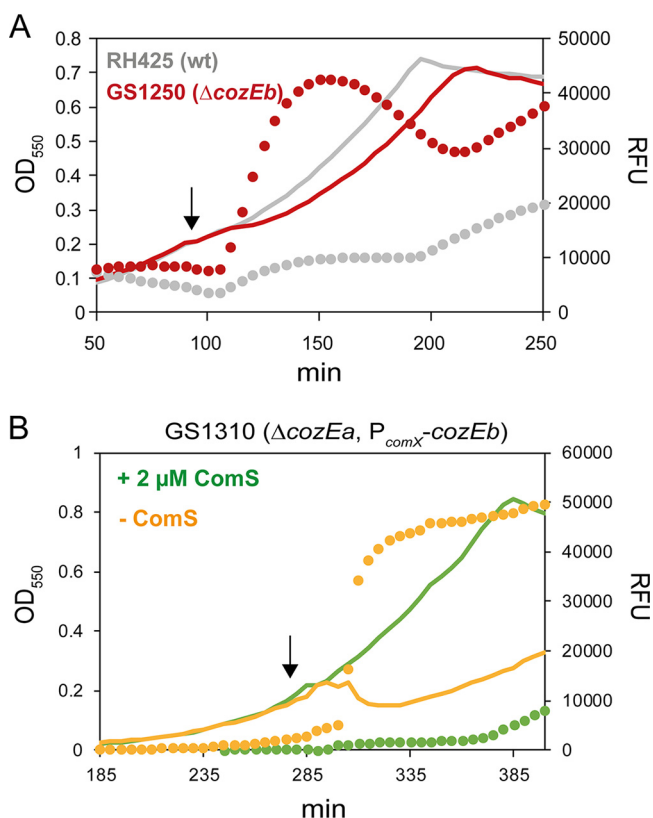 A
0.8
0.7
0.6
0.5
0.4
0.3
0.2
0.1
0
OD550
RH425 (wt)
GS1250 (ΔcozEb)
50000
40000
30000
20000
10000
0
RFU
50 100 150 200 250
min
B
GS1310 (ΔcozEa, PcomX-cozEb)
1
0.8
0.6
0.4
0.2
0
OD550
+ 2 µM ComS
- ComS
60000
50000
40000
30000
20000
10000
0
RFU
185 235 285 335 385
min